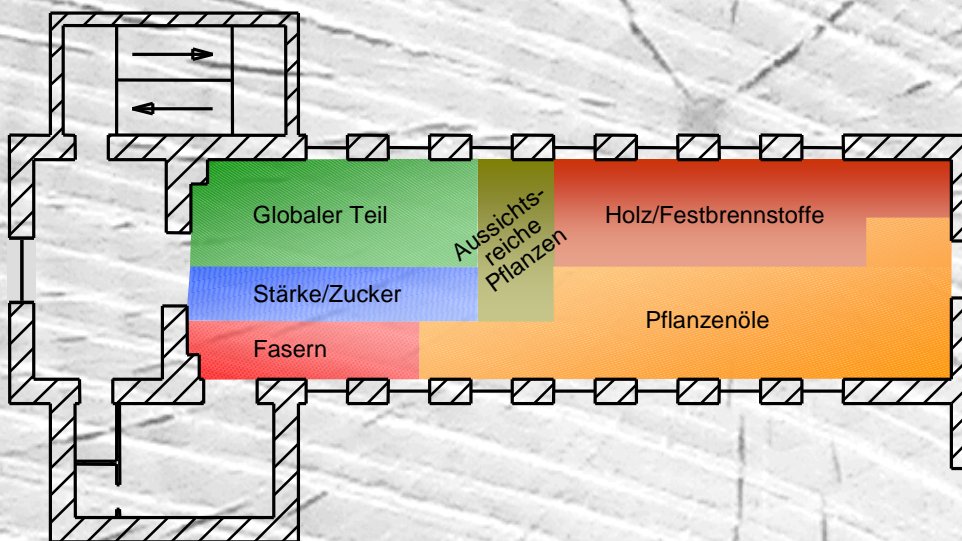 Globaler Teil
Aussichts-
reiche
Pflanzen
Holz/Festbrennstoffe
Stärke/Zucker
Pflanzenöle
Fasern